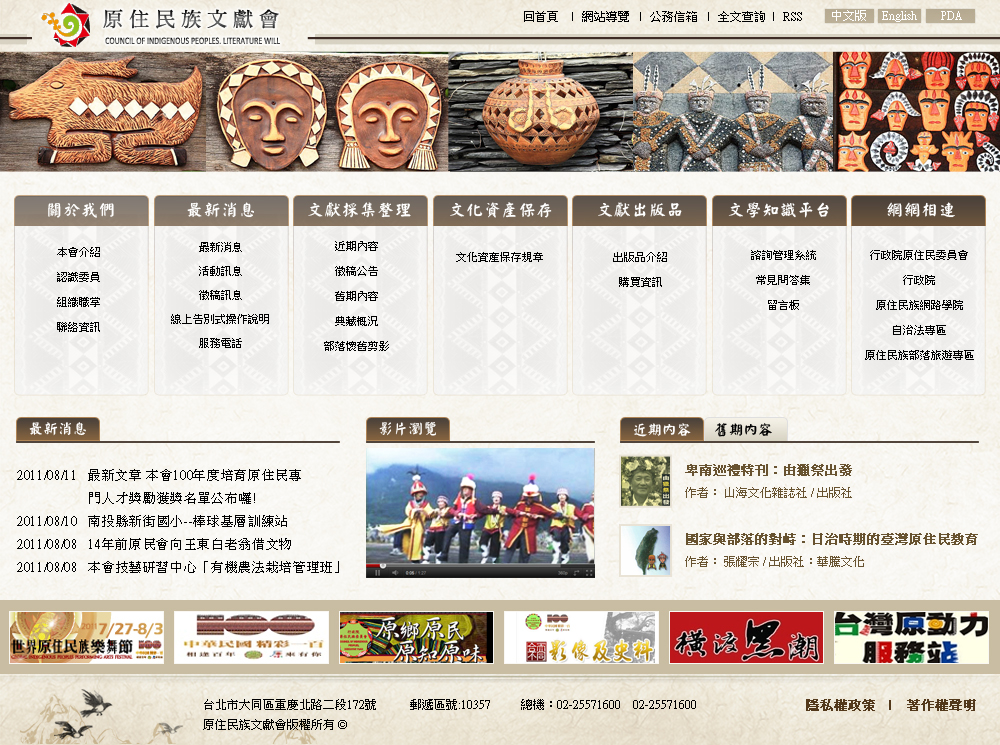 原住民族文獻會
COUNCIL OF INDIGENOUS PEOPLES. LITERATURE WILL
回首頁 | 網站導覽 | 公務信箱 | 全文查詢 | RSS
中文版 English PDA
關於我們
本會介紹
認識委員
組織職掌
聯絡資訊
最新消息
最新消息
活動訊息
徵稿訊息
線上告別式操作說明
服務電話
文獻採集整理
近期內容
徵稿公告
舊期內容
典藏概況
部落懷舊剪影
文化資產保存
文化資產保存規章
文獻出版品
出版品介紹
購買資訊
文學知識平台
諮詢管理系統
常見問答集
留言板
網網相連
行政院原住民委員會
行政院
原住民族網路學院
自治法專區
原住民族部落旅遊專區
最新消息
2011/08/11 最新文章 本會100年度培育原住民專
門人才獎勵獲獎名單公布囉!
2011/08/10 南投縣新街國小--棒球基層訓練站
2011/08/08 14年前原民會向王東白老翁借文物
2011/08/08 本會技藝研習中心「有機農法栽培管理班」
影片瀏覽
近期內容 舊期內容
卑南巡禮特刊：由獵祭出發
作者： 山海文化雜誌社 / 出版社
國家與部落的對峙：日治時期的臺灣原住民教育
作者： 張耀宗 / 出版社：華騰文化
7/27-8/3
世界原住民族樂舞節
中華民國 精彩一百
相違百年 原來有你
原鄉原民
原知原味
影像及史料
橫渡黑潮
台灣原動力
服務站
台北市大同區重慶北路二段172號 郵遞區號:10357 總機：02-25571600 02-25571600
原住民族文獻會版權所有 ©
隱私權政策 | 著作權聲明